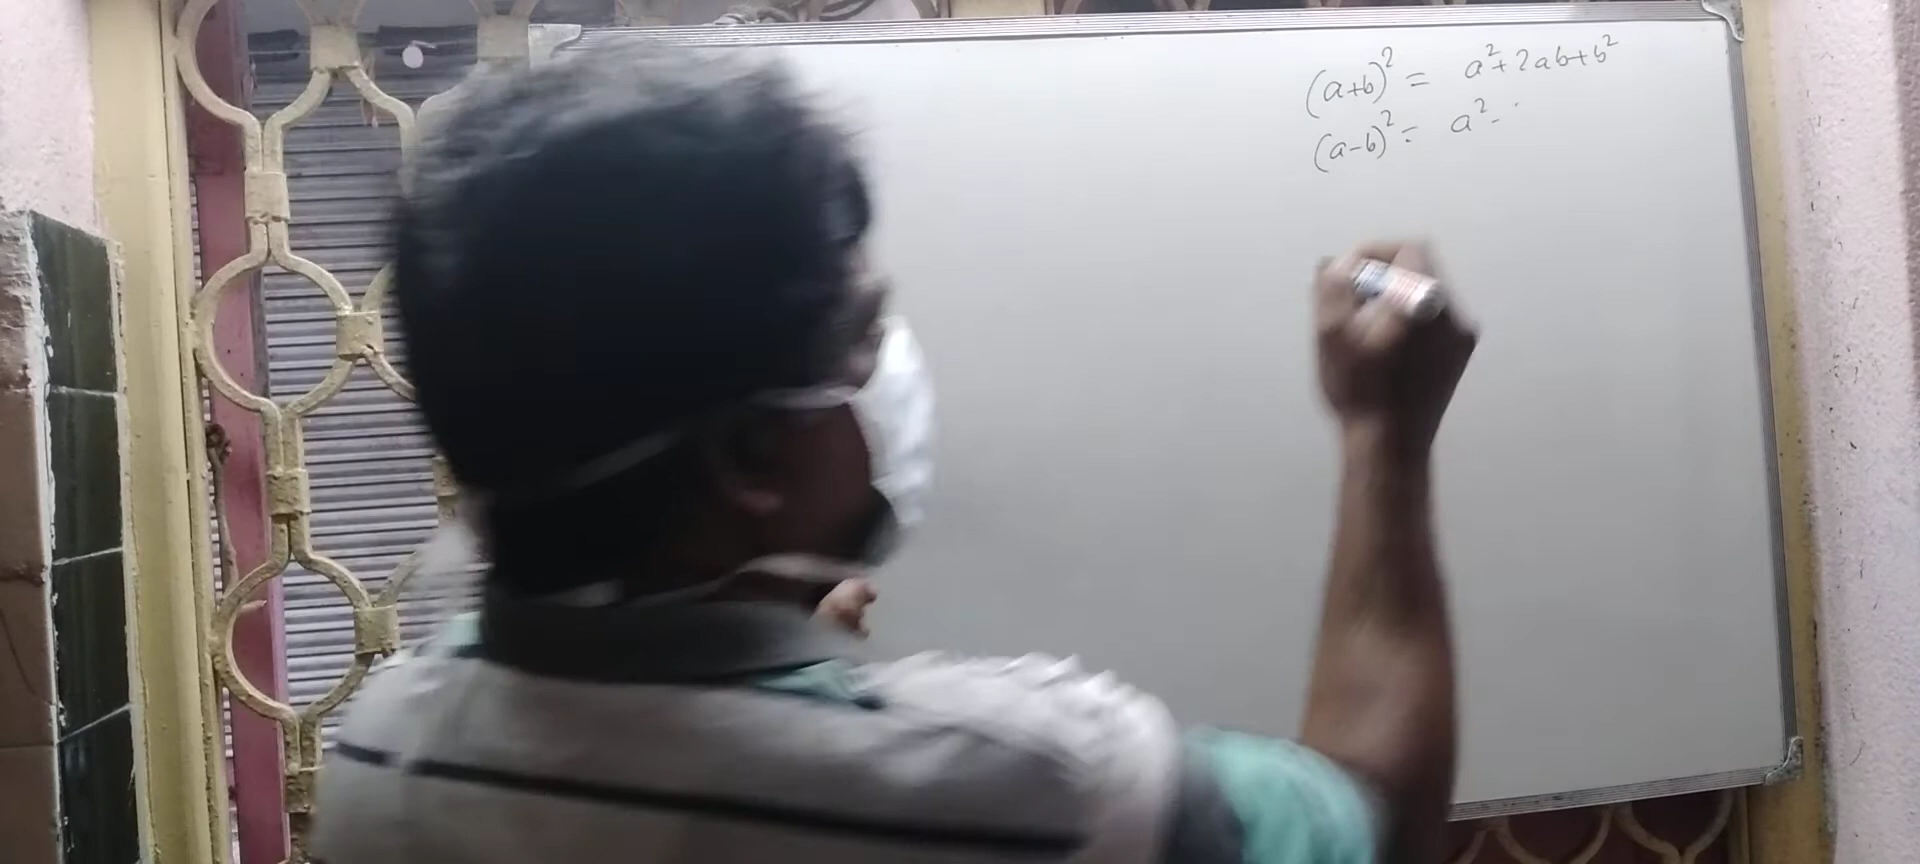 (a+b)² = a²+2ab+b²
(a-b)² = a²-